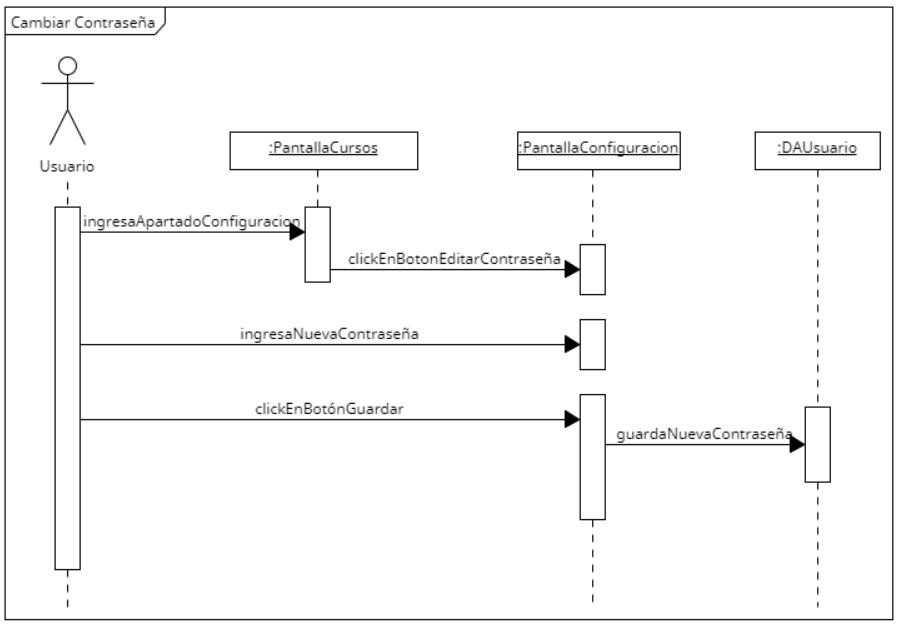 Cambiar Contraseña
Usuario
:PantallaCursos
:PantallaConfiguracion
:DAUsuario
ingresaApartadoConfiguracion
clickEnBotonEditarContraseña
ingresaNuevaContraseña
clickEnBotónGuardar
guardaNuevaContraseña